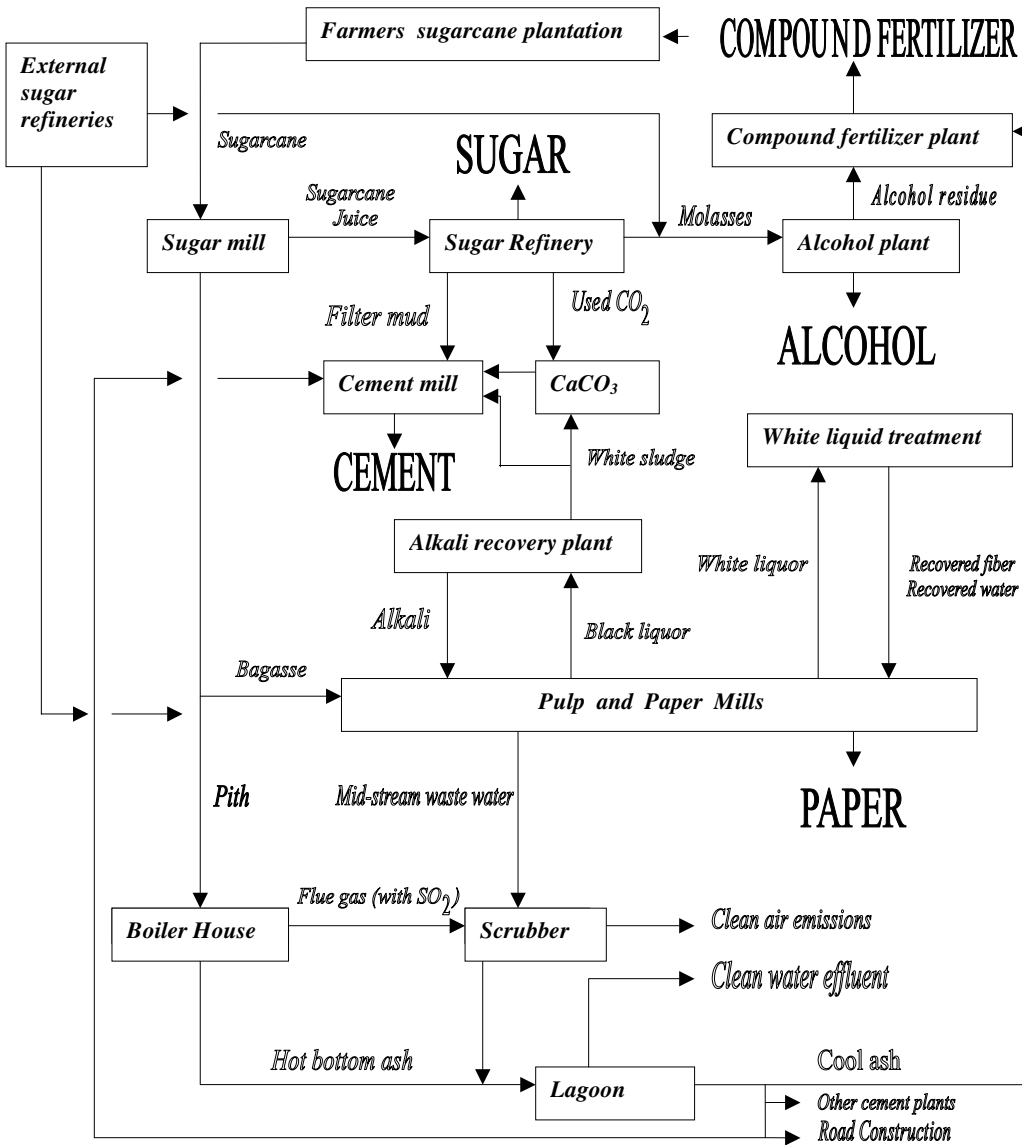 Farmers sugarcane plantation
COMPOUND FERTILIZER
External
sugar
refineries
Compound fertilizer plant
Sugarcane
SUGAR
Sugarcane
Juice
Molasses
Alcohol residue
Sugar mill
Sugar Refinery
Alcohol plant
Filter mud
Used CO2
ALCOHOL
Cement mill
CaCO3
White liquid treatment
CEMENT
White sludge
Alkali recovery plant
White liquor
Recovered fiber
Recovered water
Alkali
Black liquor
Bagasse
Pulp and Paper Mills
Pith
Mid-stream waste water
PAPER
Flue gas (with SO2)
Boiler House
Scrubber
Clean air emissions
Clean water effluent
Hot bottom ash
Cool ash
Lagoon
Other cement plants
Road Construction